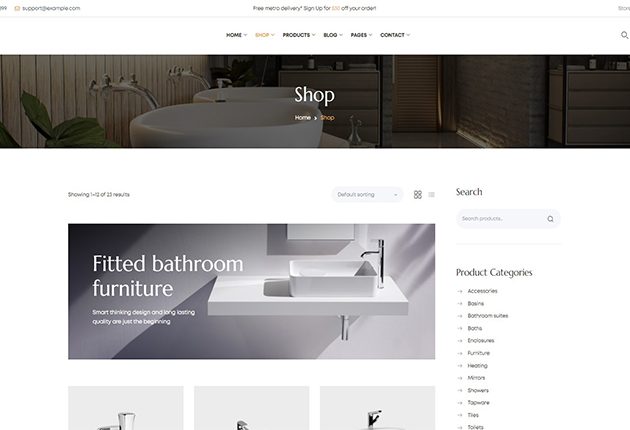 99 support@example.com Free metro delivery* Sign Up for $50 off your order! Store
HOME SHOP PRODUCTS BLOG PAGES CONTACT
Shop
Home Shop
Showing 1–12 of 23 results
Default sorting
Fitted bathroom
furniture
Smart thinking design and long lasting
quality are just the beginning
Search
Search products…
Product Categories
Accessories
Basins
Bathroom suites
Baths
Enclosures
Furniture
Heating
Mirrors
Showers
Tapware
Tiles
Toilets